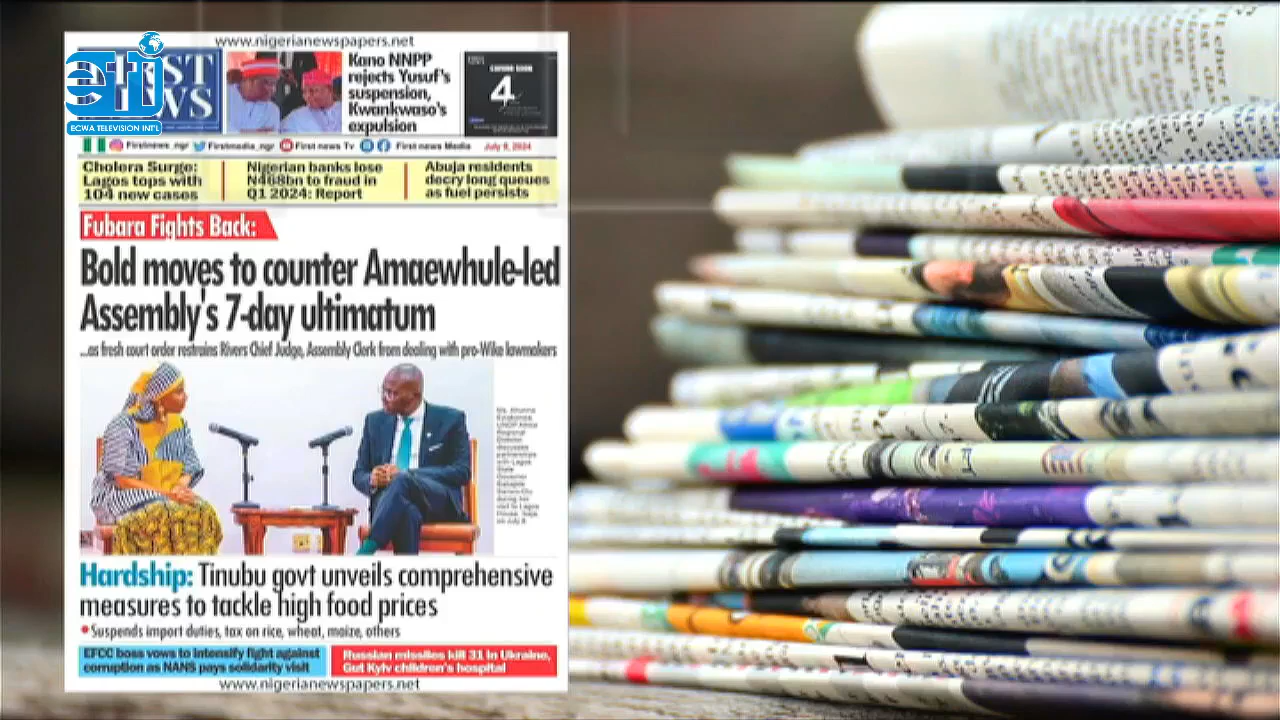 www.nigerianewspapers.net
eti
ECWA TELEVISION INT'L
FIRST
NEWS
Kano NNPP
rejects Yusuf's
suspension,
Kwankwaso's
expulsion
4
Firstnews_ngr
Firstmedia_ngr
First news Tv
First news Media
July 9, 2024
Cholera Surge:
Lagos tops with
104 new cases
Nigerian banks lose
N468bn to fraud in
Q1 2024: Report
Abuja residents
decry long queues
as fuel persists
Fubara Fights Back:
Bold moves to counter Amaewhule-led
Assembly's 7-day ultimatum
...as fresh court order restrains Rivers Chief Judge, Assembly Clerk from dealing with pro-Wike lawmakers
Hardship: Tinubu govt unveils comprehensive
measures to tackle high food prices
Suspends import duties, tax on rice, wheat, maize, others
EFCC boss vows to intensify fight against
corruption as NANS pays solidarity visit
Russian missiles kill 31 in Ukraine,
Gut Kyiv children's hospital
www.nigerianewspapers.net